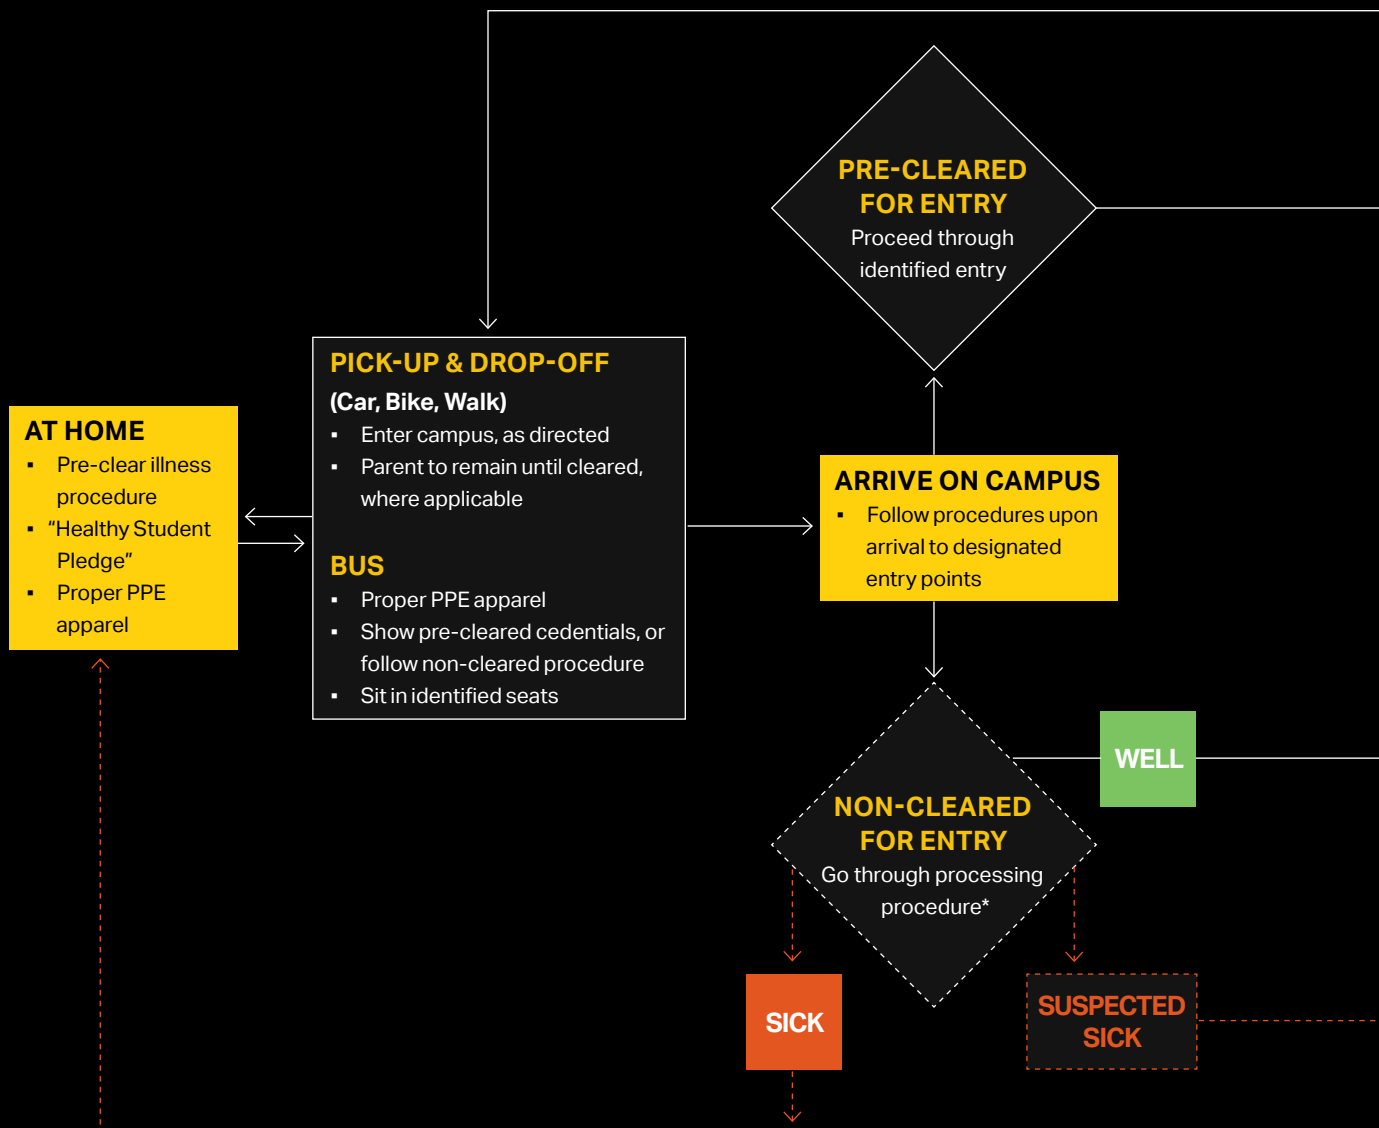 PRE-CLEARED
FOR ENTRY
Proceed through
identified entry
PICK-UP & DROP-OFF
(Car, Bike, Walk)
▪ Enter campus, as directed
▪ Parent to remain until cleared,
where applicable
BUS
▪ Proper PPE apparel
▪ Show pre-cleared cedentials, or
follow non-cleared procedure
▪ Sit in identified seats
AT HOME
▪ Pre-clear illness
procedure
▪ “Healthy Student
Pledge”
▪ Proper PPE
apparel
ARRIVE ON CAMPUS
▪ Follow procedures upon
arrival to designated
entry points
WELL
NON-CLEARED
FOR ENTRY
Go through processing
procedure*
SICK
SUSPECTED
SICK